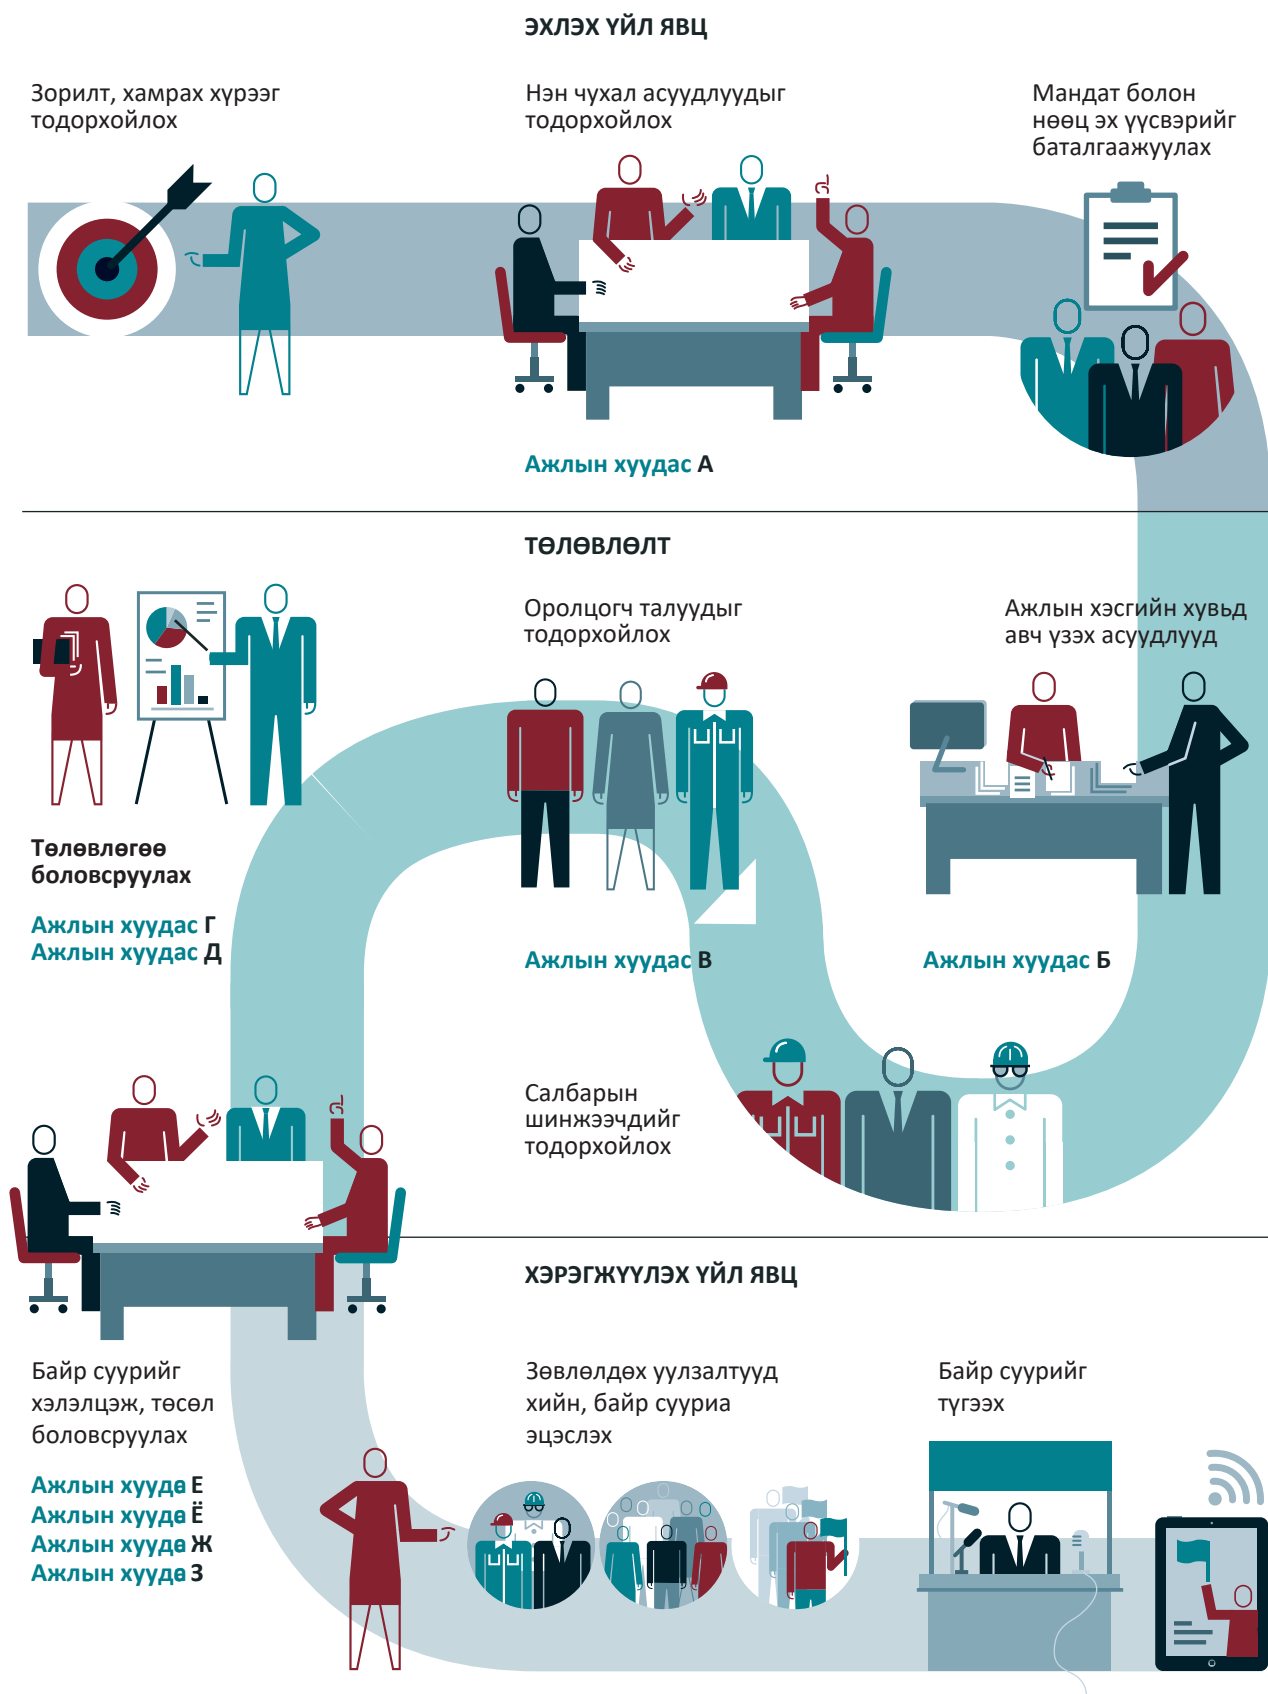 ЭХЛЭХ ҮЙЛ ЯВЦ
Зорилт, хамрах хүрээг
тодорхойлох
Нэн чухал асуудлуудыг
тодорхойлох
Мандат болон
нөөц эх үүсвэрийг
баталгаажуулах
Ажлын хуудас А
ТӨЛӨВЛӨЛТ
Оролцогч талуудыг
тодорхойлох
Ажлын хэсгийн хувьд
авч үзэх асуудлууд
Төлөвлөгөө
боловсруулах
Ажлын хуудас Г
Ажлын хуудас Д
Ажлын хуудас В
Ажлын хуудас Б
Салбарын
шинжээчдийг
тодорхойлох
ХЭРЭГЖҮҮЛЭХ ҮЙЛ ЯВЦ
Байр суурийг
хэлэлцэж, төсөл
боловсруулах
Зөвлөлдөх уулзалтууд
хийн, байр сууриа
эцэслэх
Байр суурийг
түгээх
Ажлын хуудас Е
Ажлын хуудас Ё
Ажлын хуудас Ж
Ажлын хуудас З